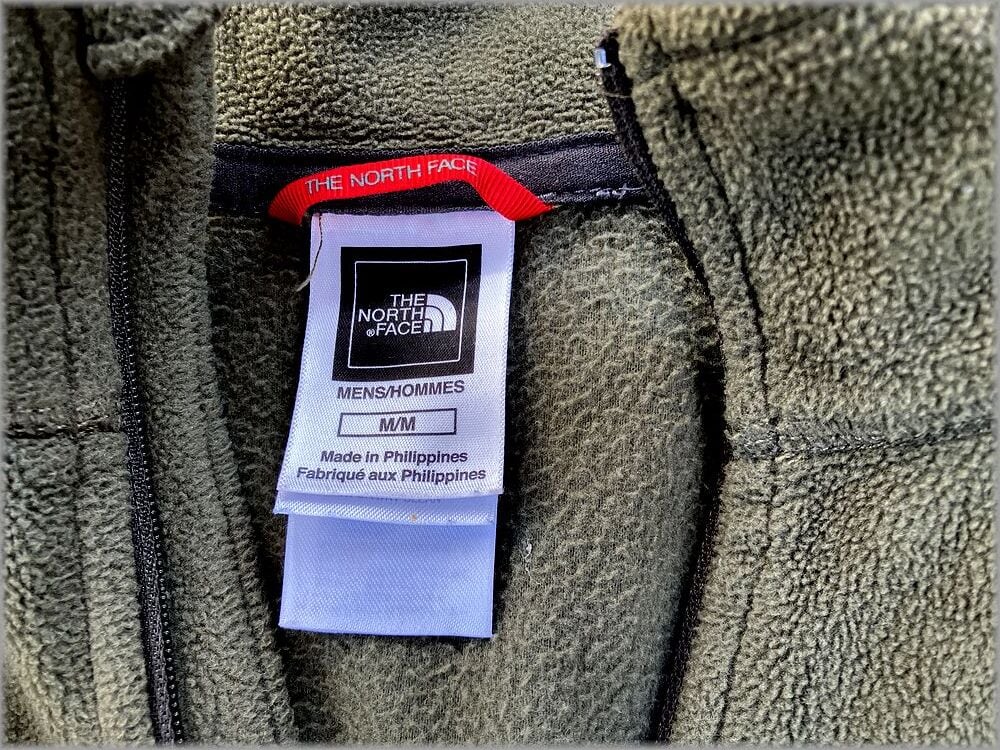 THE NORTH FACE
THE
NORTH
®FACE
MENS/HOMMES
M/M
Made in Philippines
Fabriqué aux Philippines